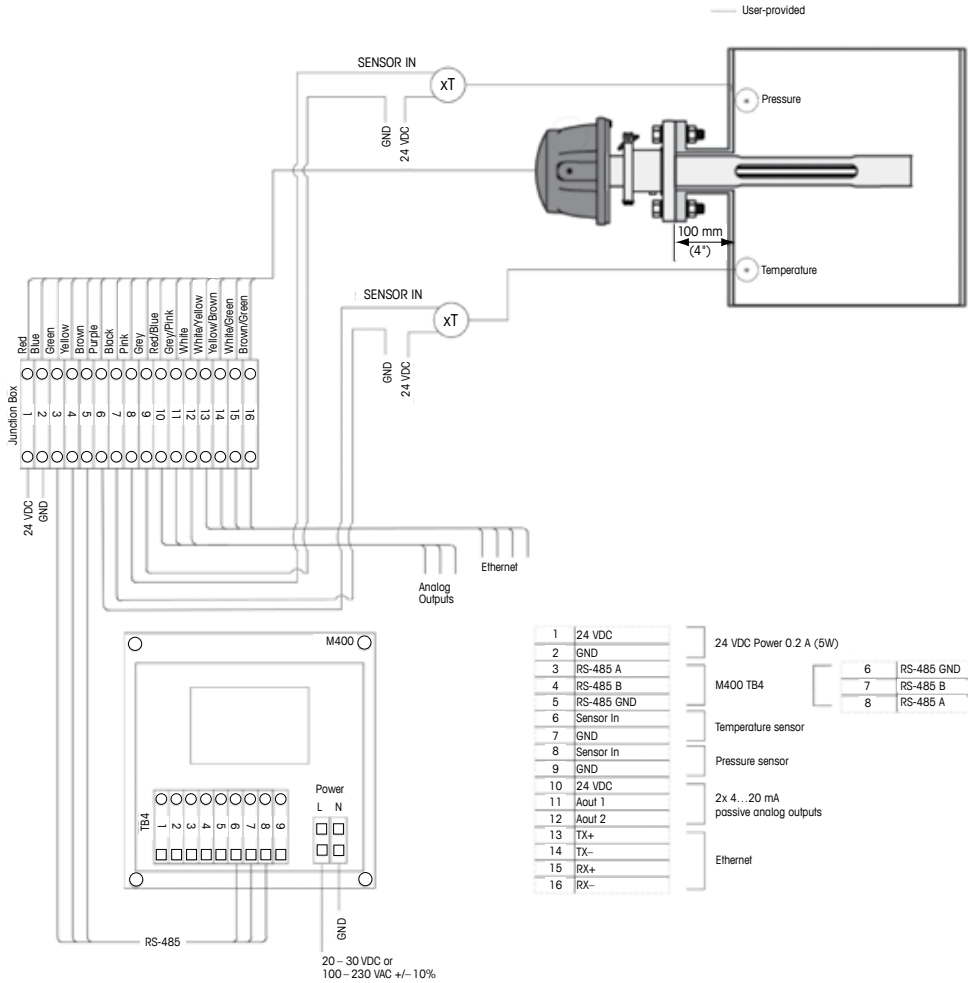 User-provided
SENSOR IN
xT
Pressure
GND
24 VDC
100 mm
(4")
Temperature
SENSOR IN
xT
GND
24 VDC
Junction Box
Red
Blue
Green
Yellow
Brown
Purple
Black
Pink
Grey
Red/Blue
Grey/Pink
White
White/Yellow
Yellow/Brown
White/Green
Brown/Green
1 2 3 4 5 6 7 8 9 10 11 12 13 14 15 16
24 VDC
GND
Analog
Outputs
Ethernet
M400
Power
L N
TB4
1 2 3 4 5 6 7 8 9
RS-485
GND
20 – 30 VDC or
100 – 230 VAC +/– 10%
1 24 VDC
2 GND
3 RS-485 A
4 RS-485 B
5 RS-485 GND
6 Sensor In
7 GND
8 Sensor In
9 GND
10 24 VDC
11 Aout 1
12 Aout 2
13 TX+
14 TX–
15 RX+
16 RX–
24 VDC Power 0.2 A (5W)
M400 TB4
6 RS-485 GND
7 RS-485 B
8 RS-485 A
Temperature sensor
Pressure sensor
2x 4…20 mA
passive analog outputs
Ethernet